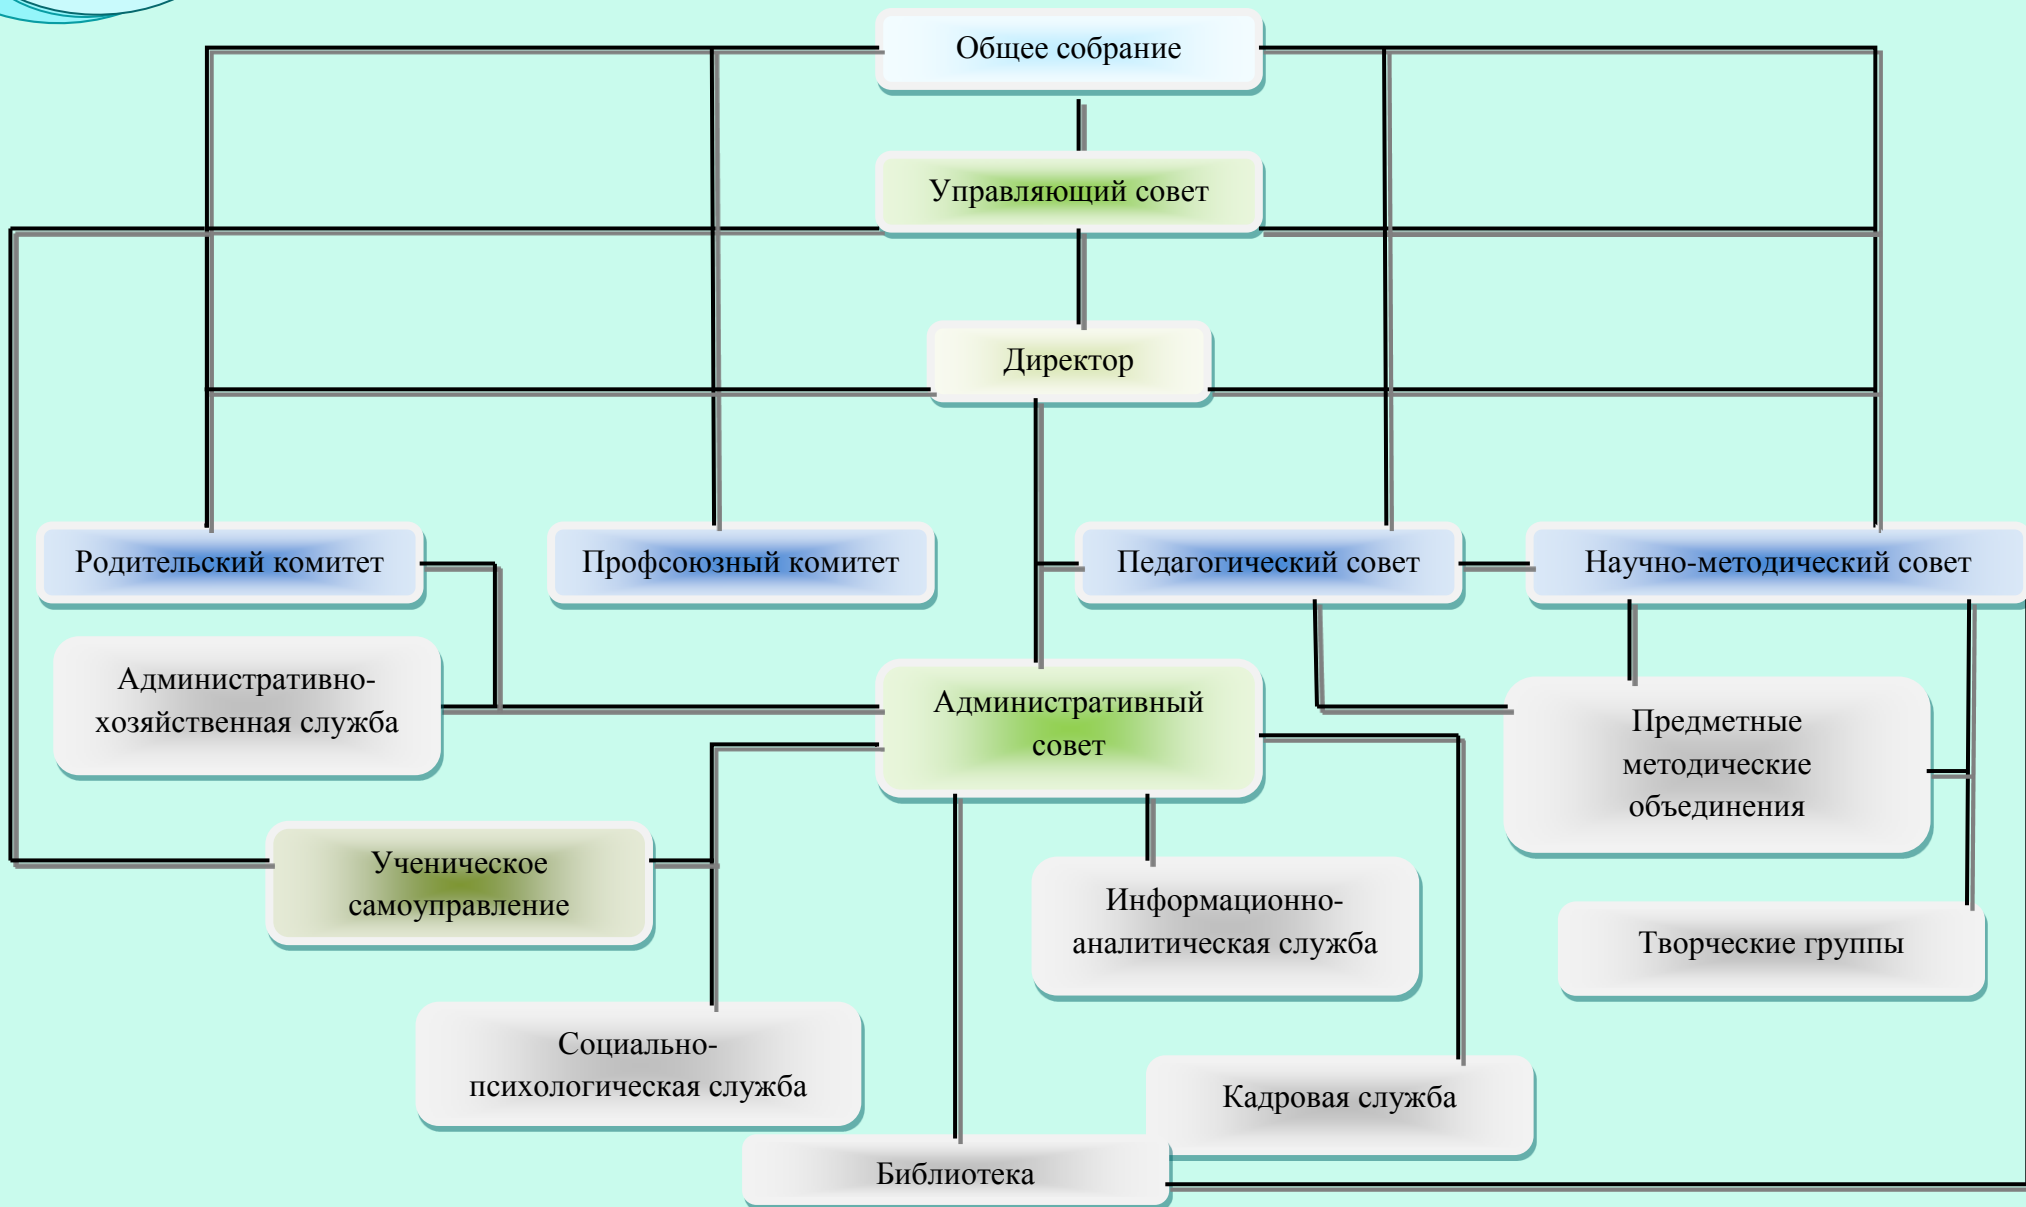 Общее собрание
Управляющий совет
Директор
Родительский комитет
Профсоюзный комитет
Педагогический совет
Научно-методический совет
Административно-
хозяйственная служба
Административный
совет
Предметные
методические
объединения
Ученическое
самоуправление
Информационно-
аналитическая служба
Творческие группы
Социально-
психологическая служба
Кадровая служба
Библиотека